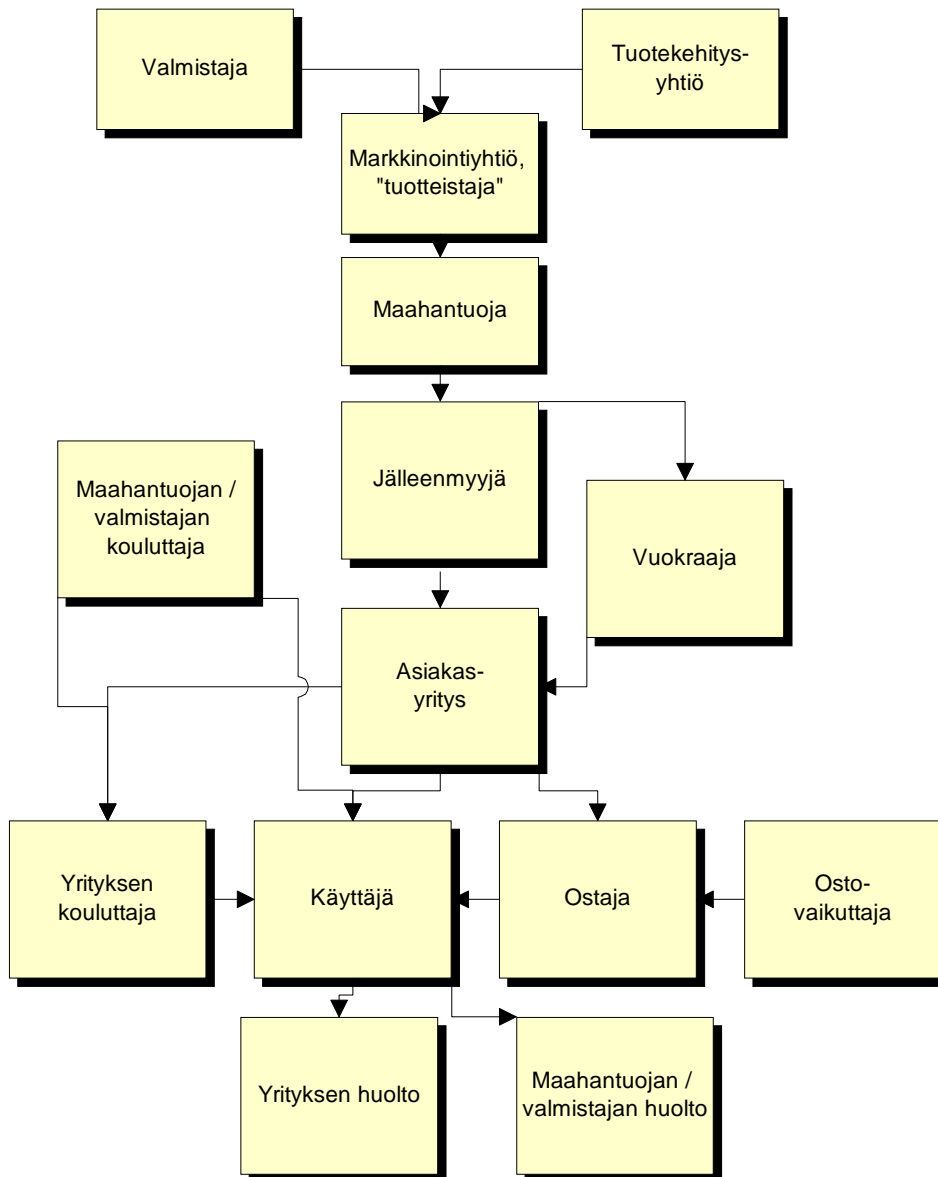 Valmistaja
Tuotekehitys-
yhtiö
Markkinointiyhtiö,
"tuotteistaja"
Maahantuoja
Jälleenmyyjä
Maahantuojan /
valmistajan
kouluttaja
Vuokraaja
Asiakas-
yritys
Yrityksen
kouluttaja
Käyttäjä
Ostaja
Osto-
vaikuttaja
Yrityksen huolto
Maahantuojan /
valmistajan huolto